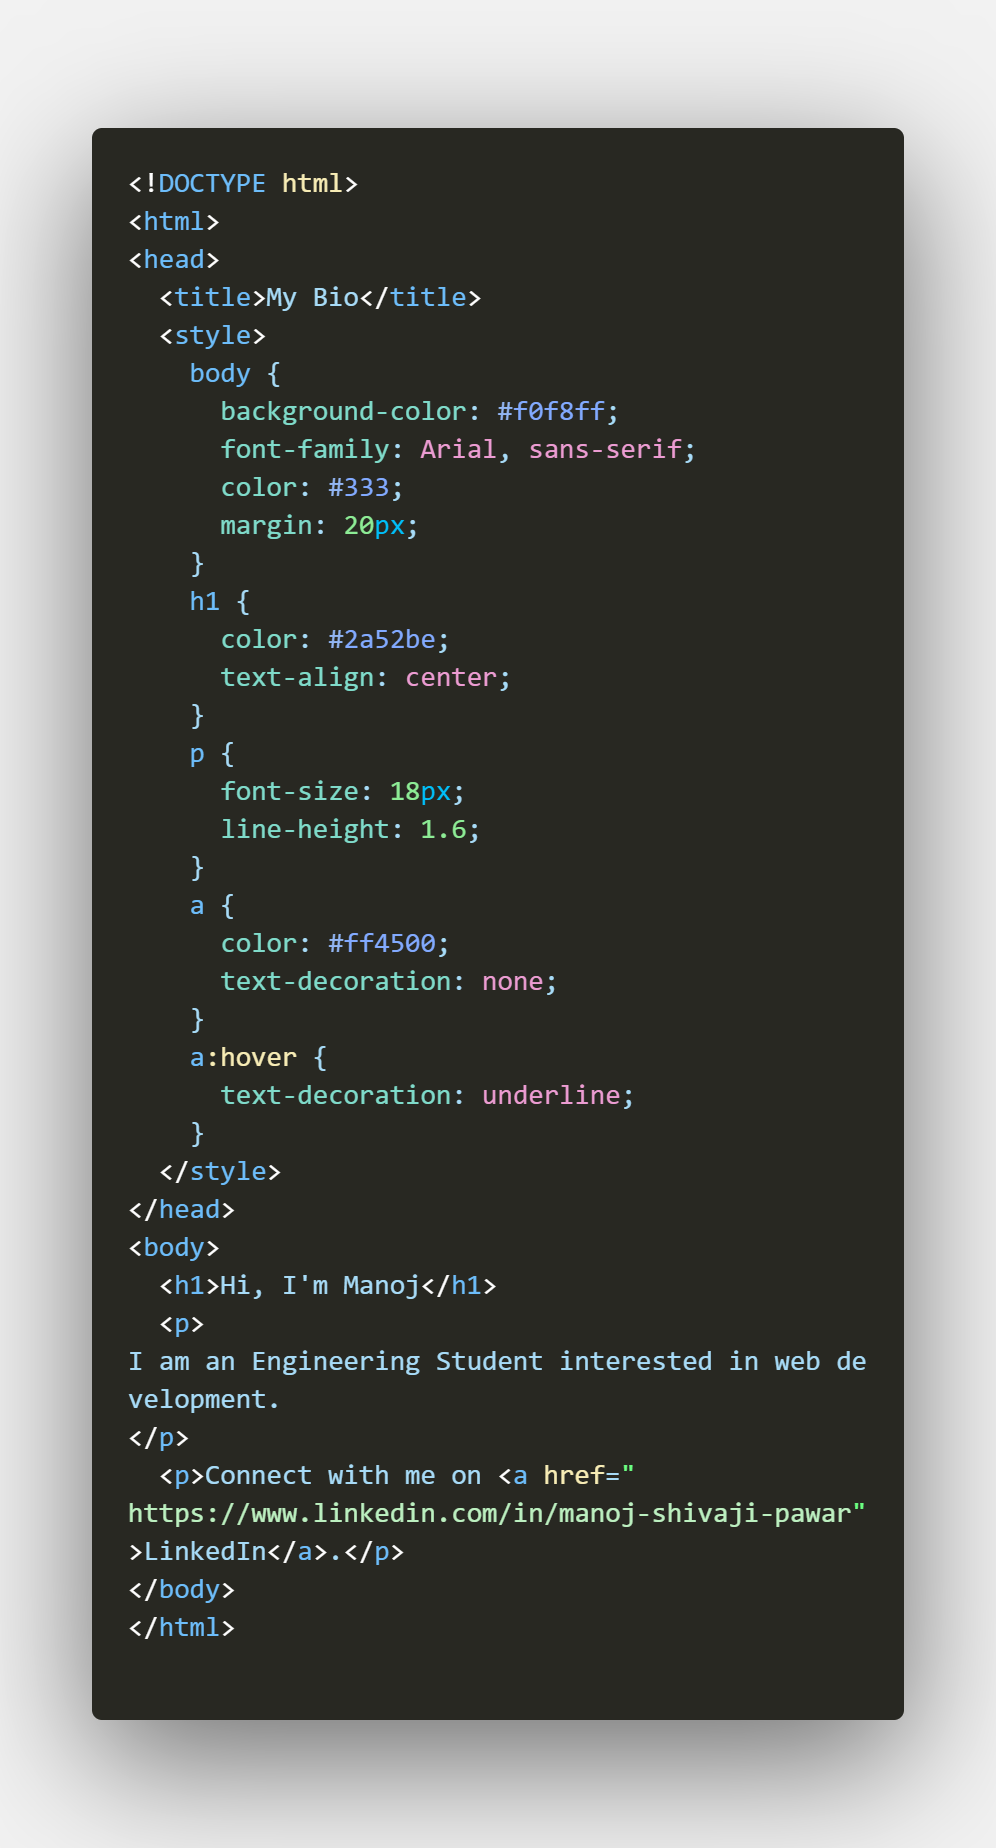 <!DOCTYPE html>
<html>
<head>
  <title>My Bio</title>
  <style>
    body {
      background-color: #f0f8ff;
      font-family: Arial, sans-serif;
      color: #333;
      margin: 20px;
    }
    h1 {
      color: #2a52be;
      text-align: center;
    }
    p {
      font-size: 18px;
      line-height: 1.6;
    }
    a {
      color: #ff4500;
      text-decoration: none;
    }
    a:hover {
      text-decoration: underline;
    }
  </style>
</head>
<body>
  <h1>Hi, I'm Manoj</h1>
  <p>
I am an Engineering Student interested in web de
velopment.
</p>
  <p>Connect with me on <a href="
https://www.linkedin.com/in/manoj-shivaji-pawar"
>LinkedIn</a>.</p>
</body>
</html>